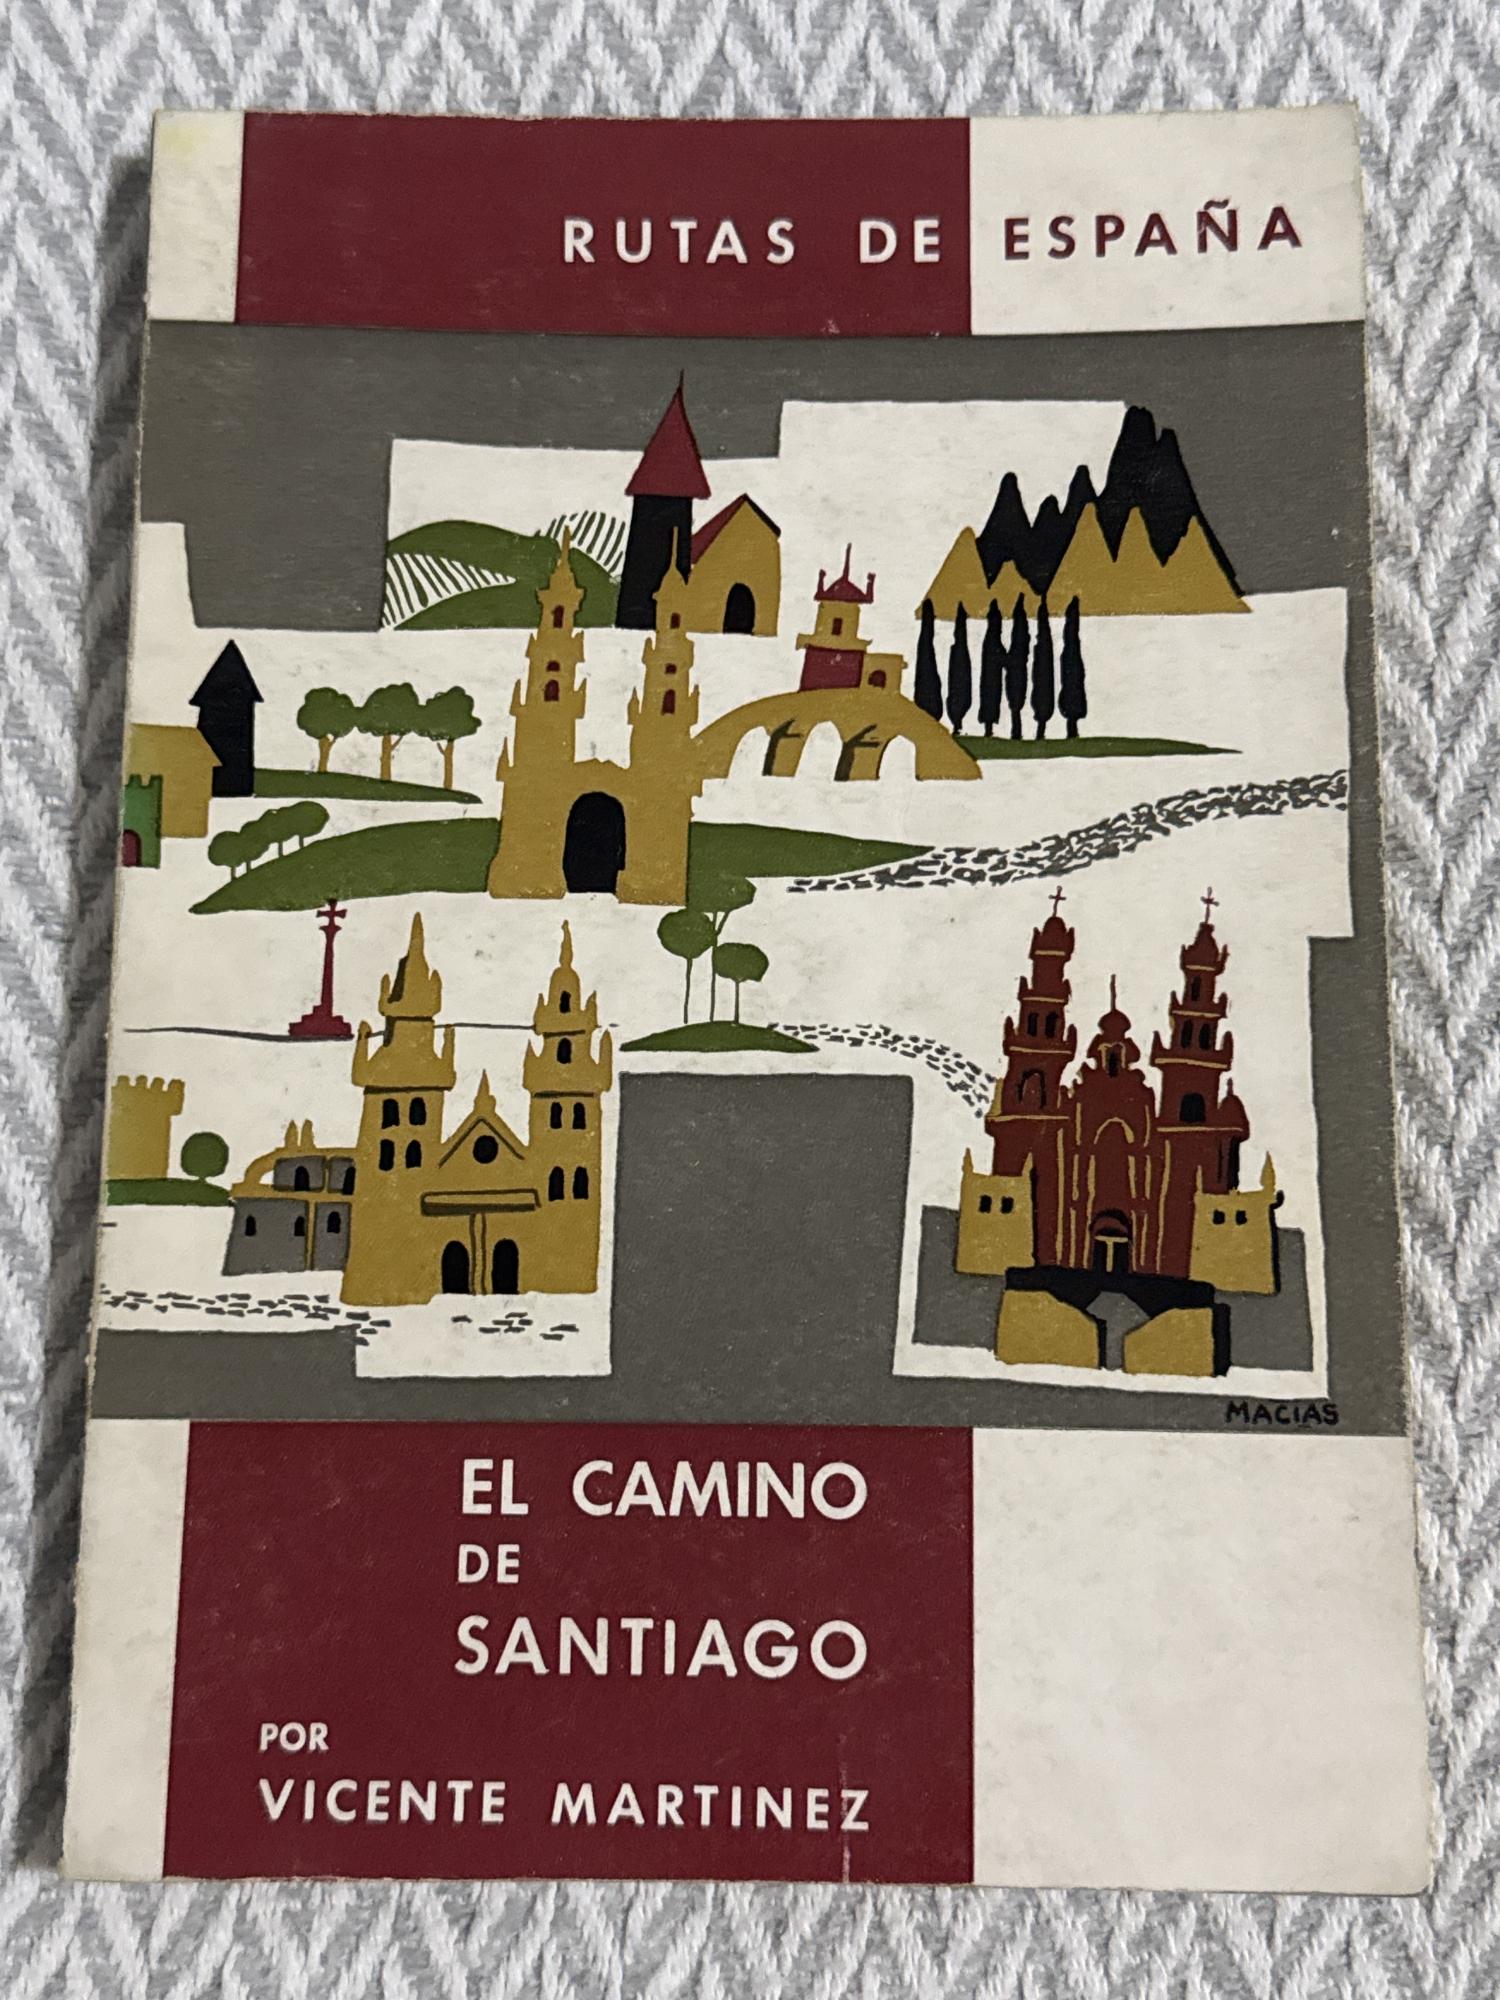 RUTAS DE ESPAÑA
MACIAS
EL CAMINO
DE
SANTIAGO
POR
VICENTE MARTINEZ